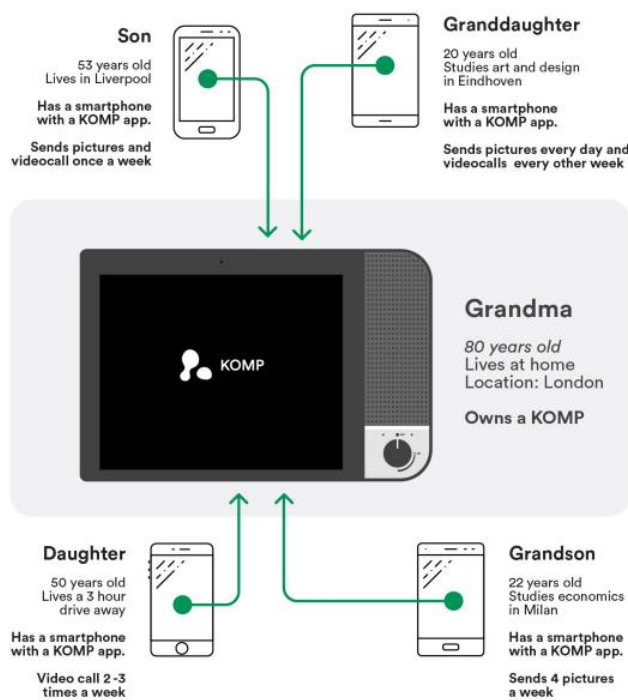 Son
53 years old
Lives in Liverpool
Has a smartphone
with a KOMP app.
Sends pictures and
videocall once a week
Granddaughter
20 years old
Studies art and design
in Eindhoven
Has a smartphone
with a KOMP app.
Sends pictures every day and
videocalls every other week
KOMP
Grandma
80 years old
Lives at home
Location: London
Owns a KOMP
Daughter
50 years old
Lives a 3 hour
drive away
Has a smartphone
with a KOMP app.
Video call 2-3
times a week
Grandson
22 years old
Studies economics
in Milan
Has a smartphone
with a KOMP app.
Sends 4 pictures
a week